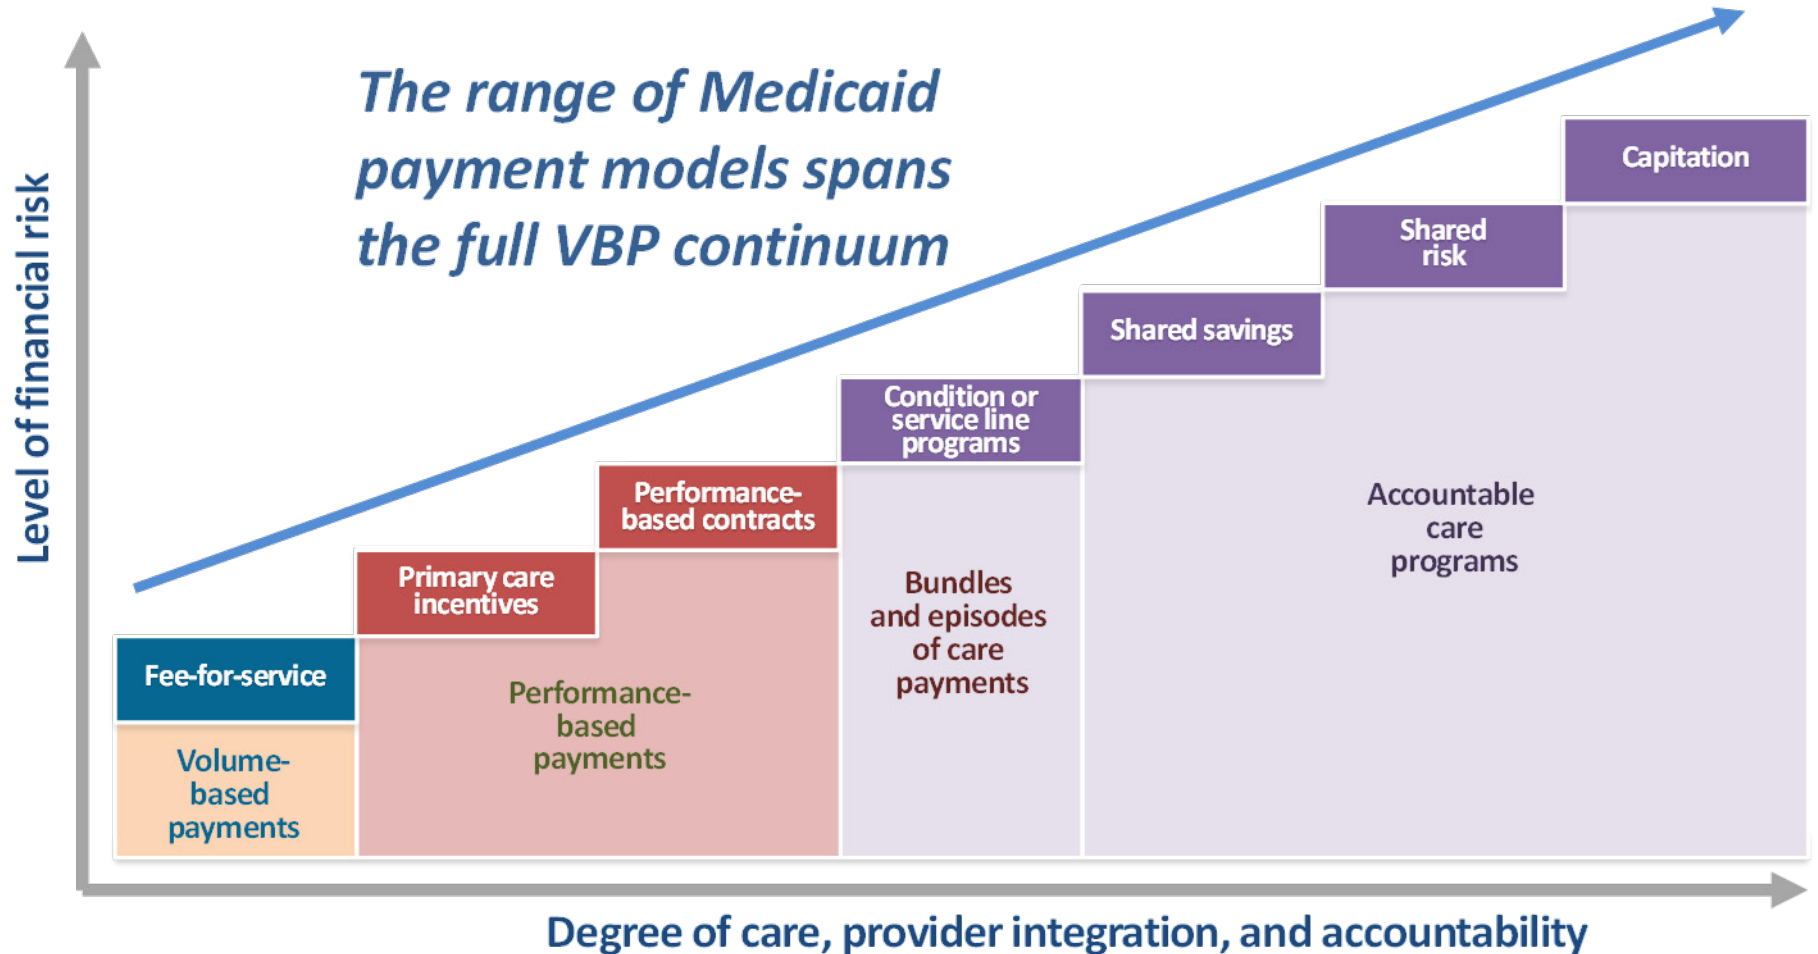 The range of Medicaid
payment models spans
the full VBP continuum
Level of financial risk
Capitation
Shared
risk
Shared savings
Condition or
service line
programs
Performance-
based contracts
Primary care
incentives
Fee-for-service
Volume-
based
payments
Performance-
based
payments
Bundles
and episodes
of care
payments
Accountable
care
programs
Degree of care, provider integration, and accountability